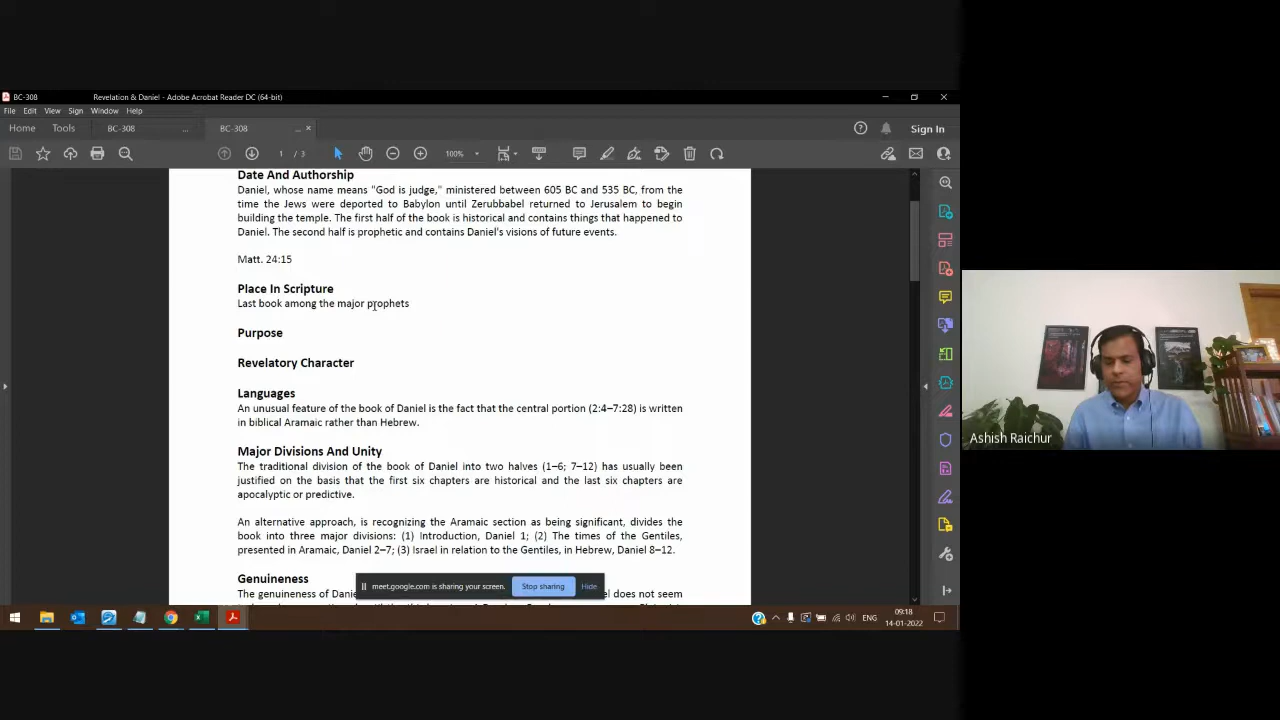 BC-308 Revelation & Daniel - Adobe Acrobat Reader DC (64-bit)
File Edit View Sign Window Help
Home Tools BC-308 ... BC-308 ... × Sign In
1 / 3 100%
Date And Authorship
Daniel, whose name means "God is judge," ministered between 605 BC and 535 BC, from the
time the Jews were deported to Babylon until Zerubbabel returned to Jerusalem to begin
building the temple. The first half of the book is historical and contains things that happened to
Daniel. The second half is prophetic and contains Daniel's visions of future events.
Matt. 24:15
Place In Scripture
Last book among the major prophets
Purpose
Revelatory Character
Languages
An unusual feature of the book of Daniel is the fact that the central portion (2:4–7:28) is written
in biblical Aramaic rather than Hebrew.
Major Divisions And Unity
The traditional division of the book of Daniel into two halves (1–6; 7–12) has usually been
justified on the basis that the first six chapters are historical and the last six chapters are
apocalyptic or predictive.
An alternative approach, is recognizing the Aramaic section as being significant, divides the
book into three major divisions: (1) Introduction, Daniel 1; (2) The times of the Gentiles,
presented in Aramaic, Daniel 2–7; (3) Israel in relation to the Gentiles, in Hebrew, Daniel 8–12.
Genuineness
The genuineness of Danie
el does not seem
meet.google.com is sharing your screen. Stop sharing Hide
ENG 09:18
14-01-2022
Ashish Raichur